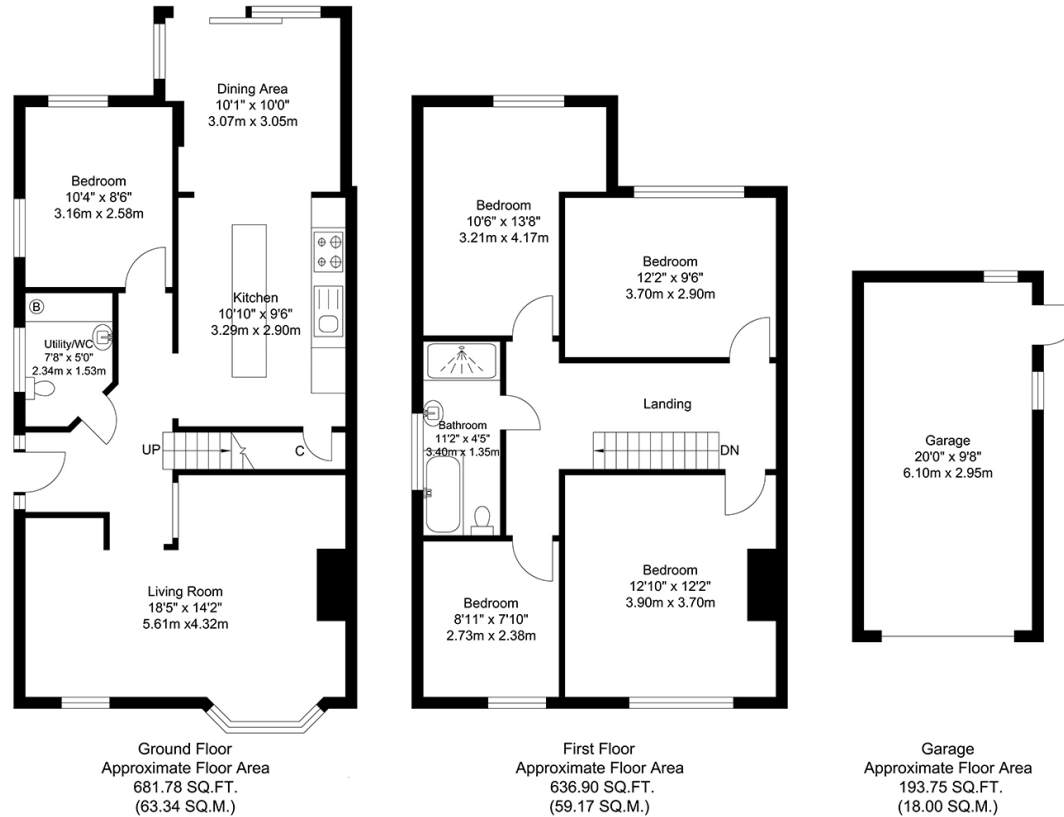 Dining Area
10'1" x 10'0"
3.07m x 3.05m
Bedroom
10'4" x 8'6"
3.16m x 2.58m
Kitchen
10'10" x 9'6"
3.29m x 2.90m
B
Utility/WC
7'8" x 5'0"
2.34m x 1.53m
UP
C
Living Room
18'5" x 14'2"
5.61m x4.32m
Ground Floor
Approximate Floor Area
681.78 SQ.FT.
(63.34 SQ.M.)
Bedroom
10'6" x 13'8"
3.21m x 4.17m
Bedroom
12'2" x 9'6"
3.70m x 2.90m
Landing
Bathroom
11'2" x 4'5"
3.40m x 1.35m
DN
Bedroom
12'10" x 12'2"
3.90m x 3.70m
Bedroom
8'11" x 7'10"
2.73m x 2.38m
First Floor
Approximate Floor Area
636.90 SQ.FT.
(59.17 SQ.M.)
Garage
20'0" x 9'8"
6.10m x 2.95m
Garage
Approximate Floor Area
193.75 SQ.FT.
(18.00 SQ.M.)